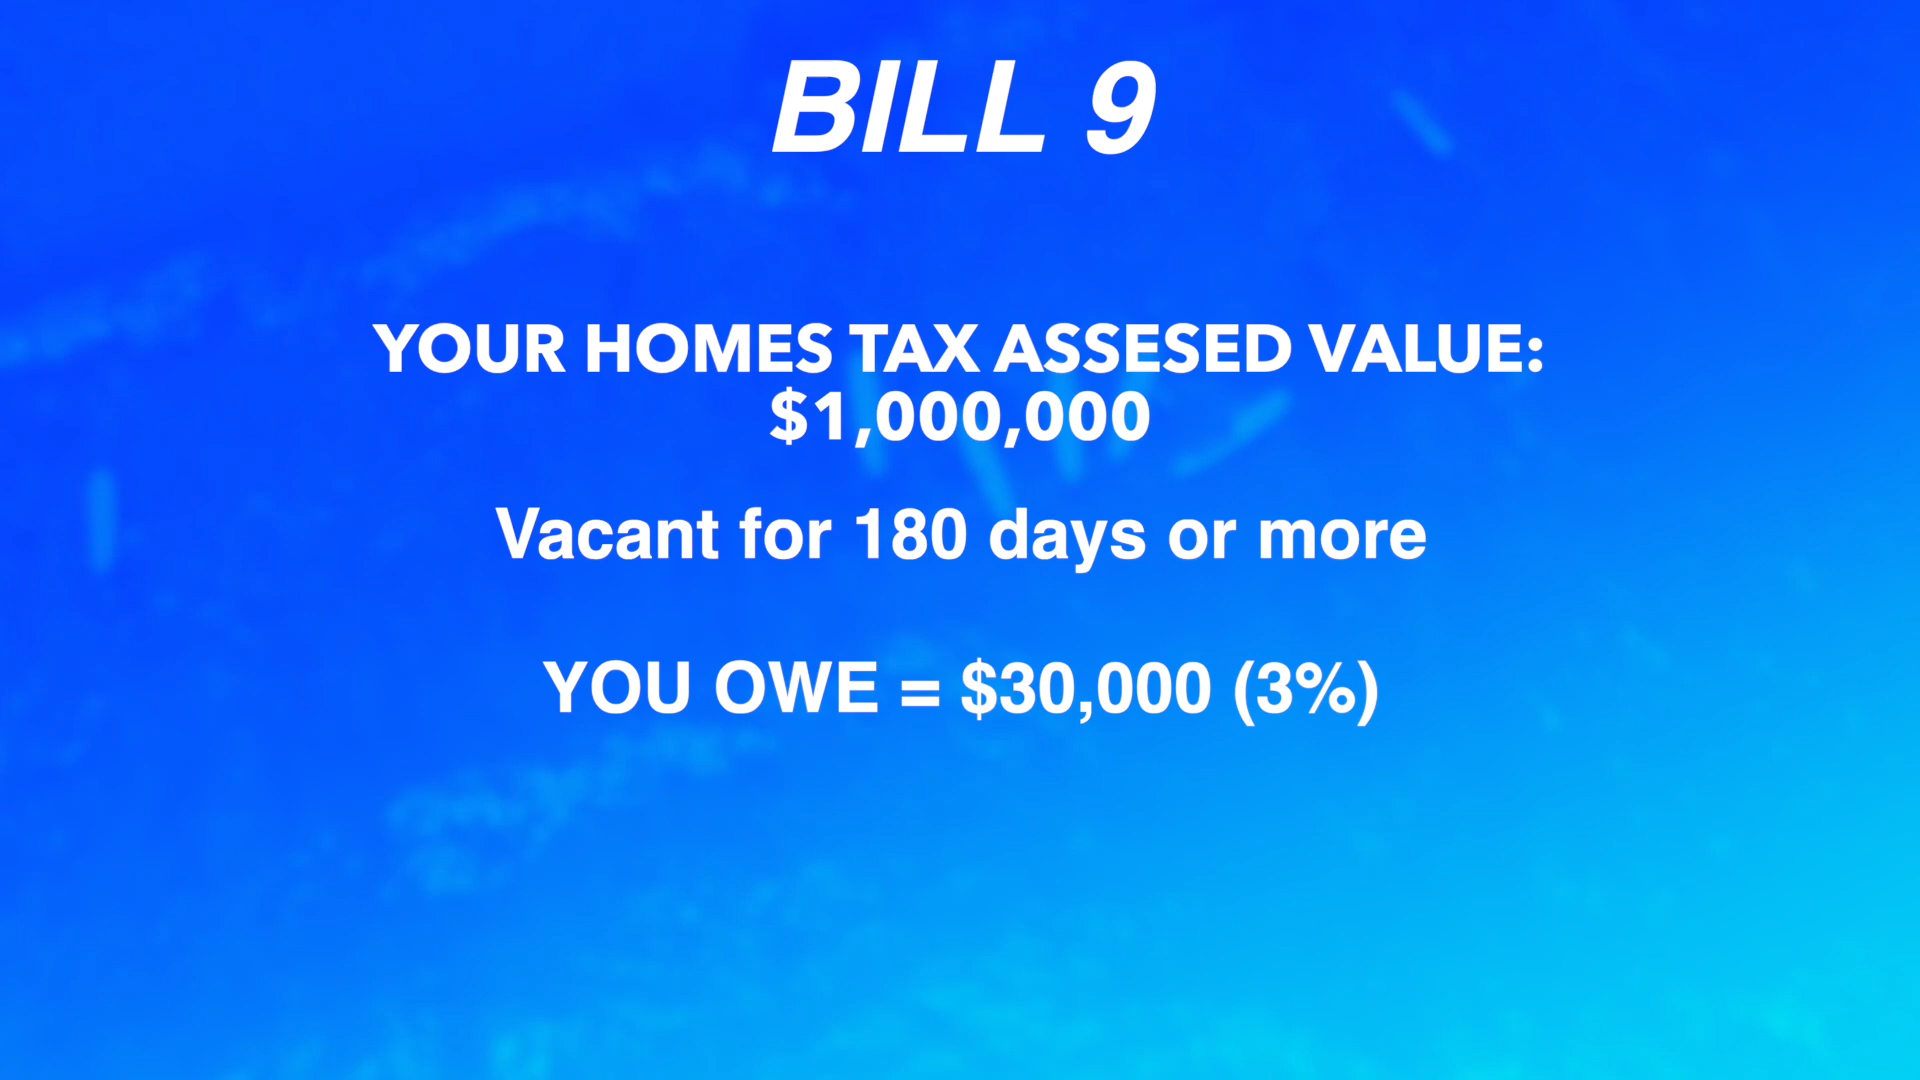 BILL 9
YOUR HOMES TAX ASSESED VALUE:
$1,000,000
Vacant for 180 days or more
YOU OWE = $30,000 (3%)